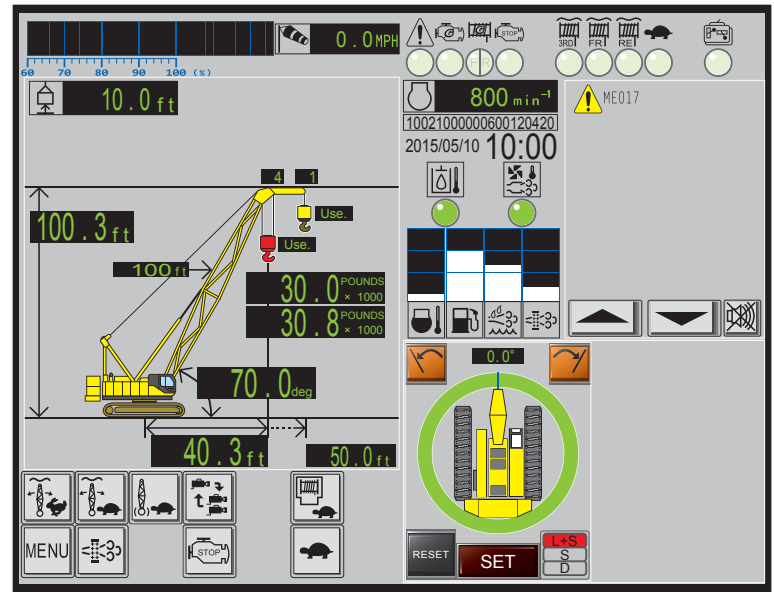 0.0 MPH
60 70 80 90 100 (%)
STOP
3RD FR RE
F R
10.0 ft
800 min⁻¹
10021000000600120420
2015/05/10 10:00
ME017
4 1
Use.
Use.
100.3 ft
100 ft
30.0 POUNDS × 1000
30.8 POUNDS × 1000
70.0 deg
40.3 ft
50.0 ft
0.0°
MENU
STOP
RESET
SET
L+S
S
D